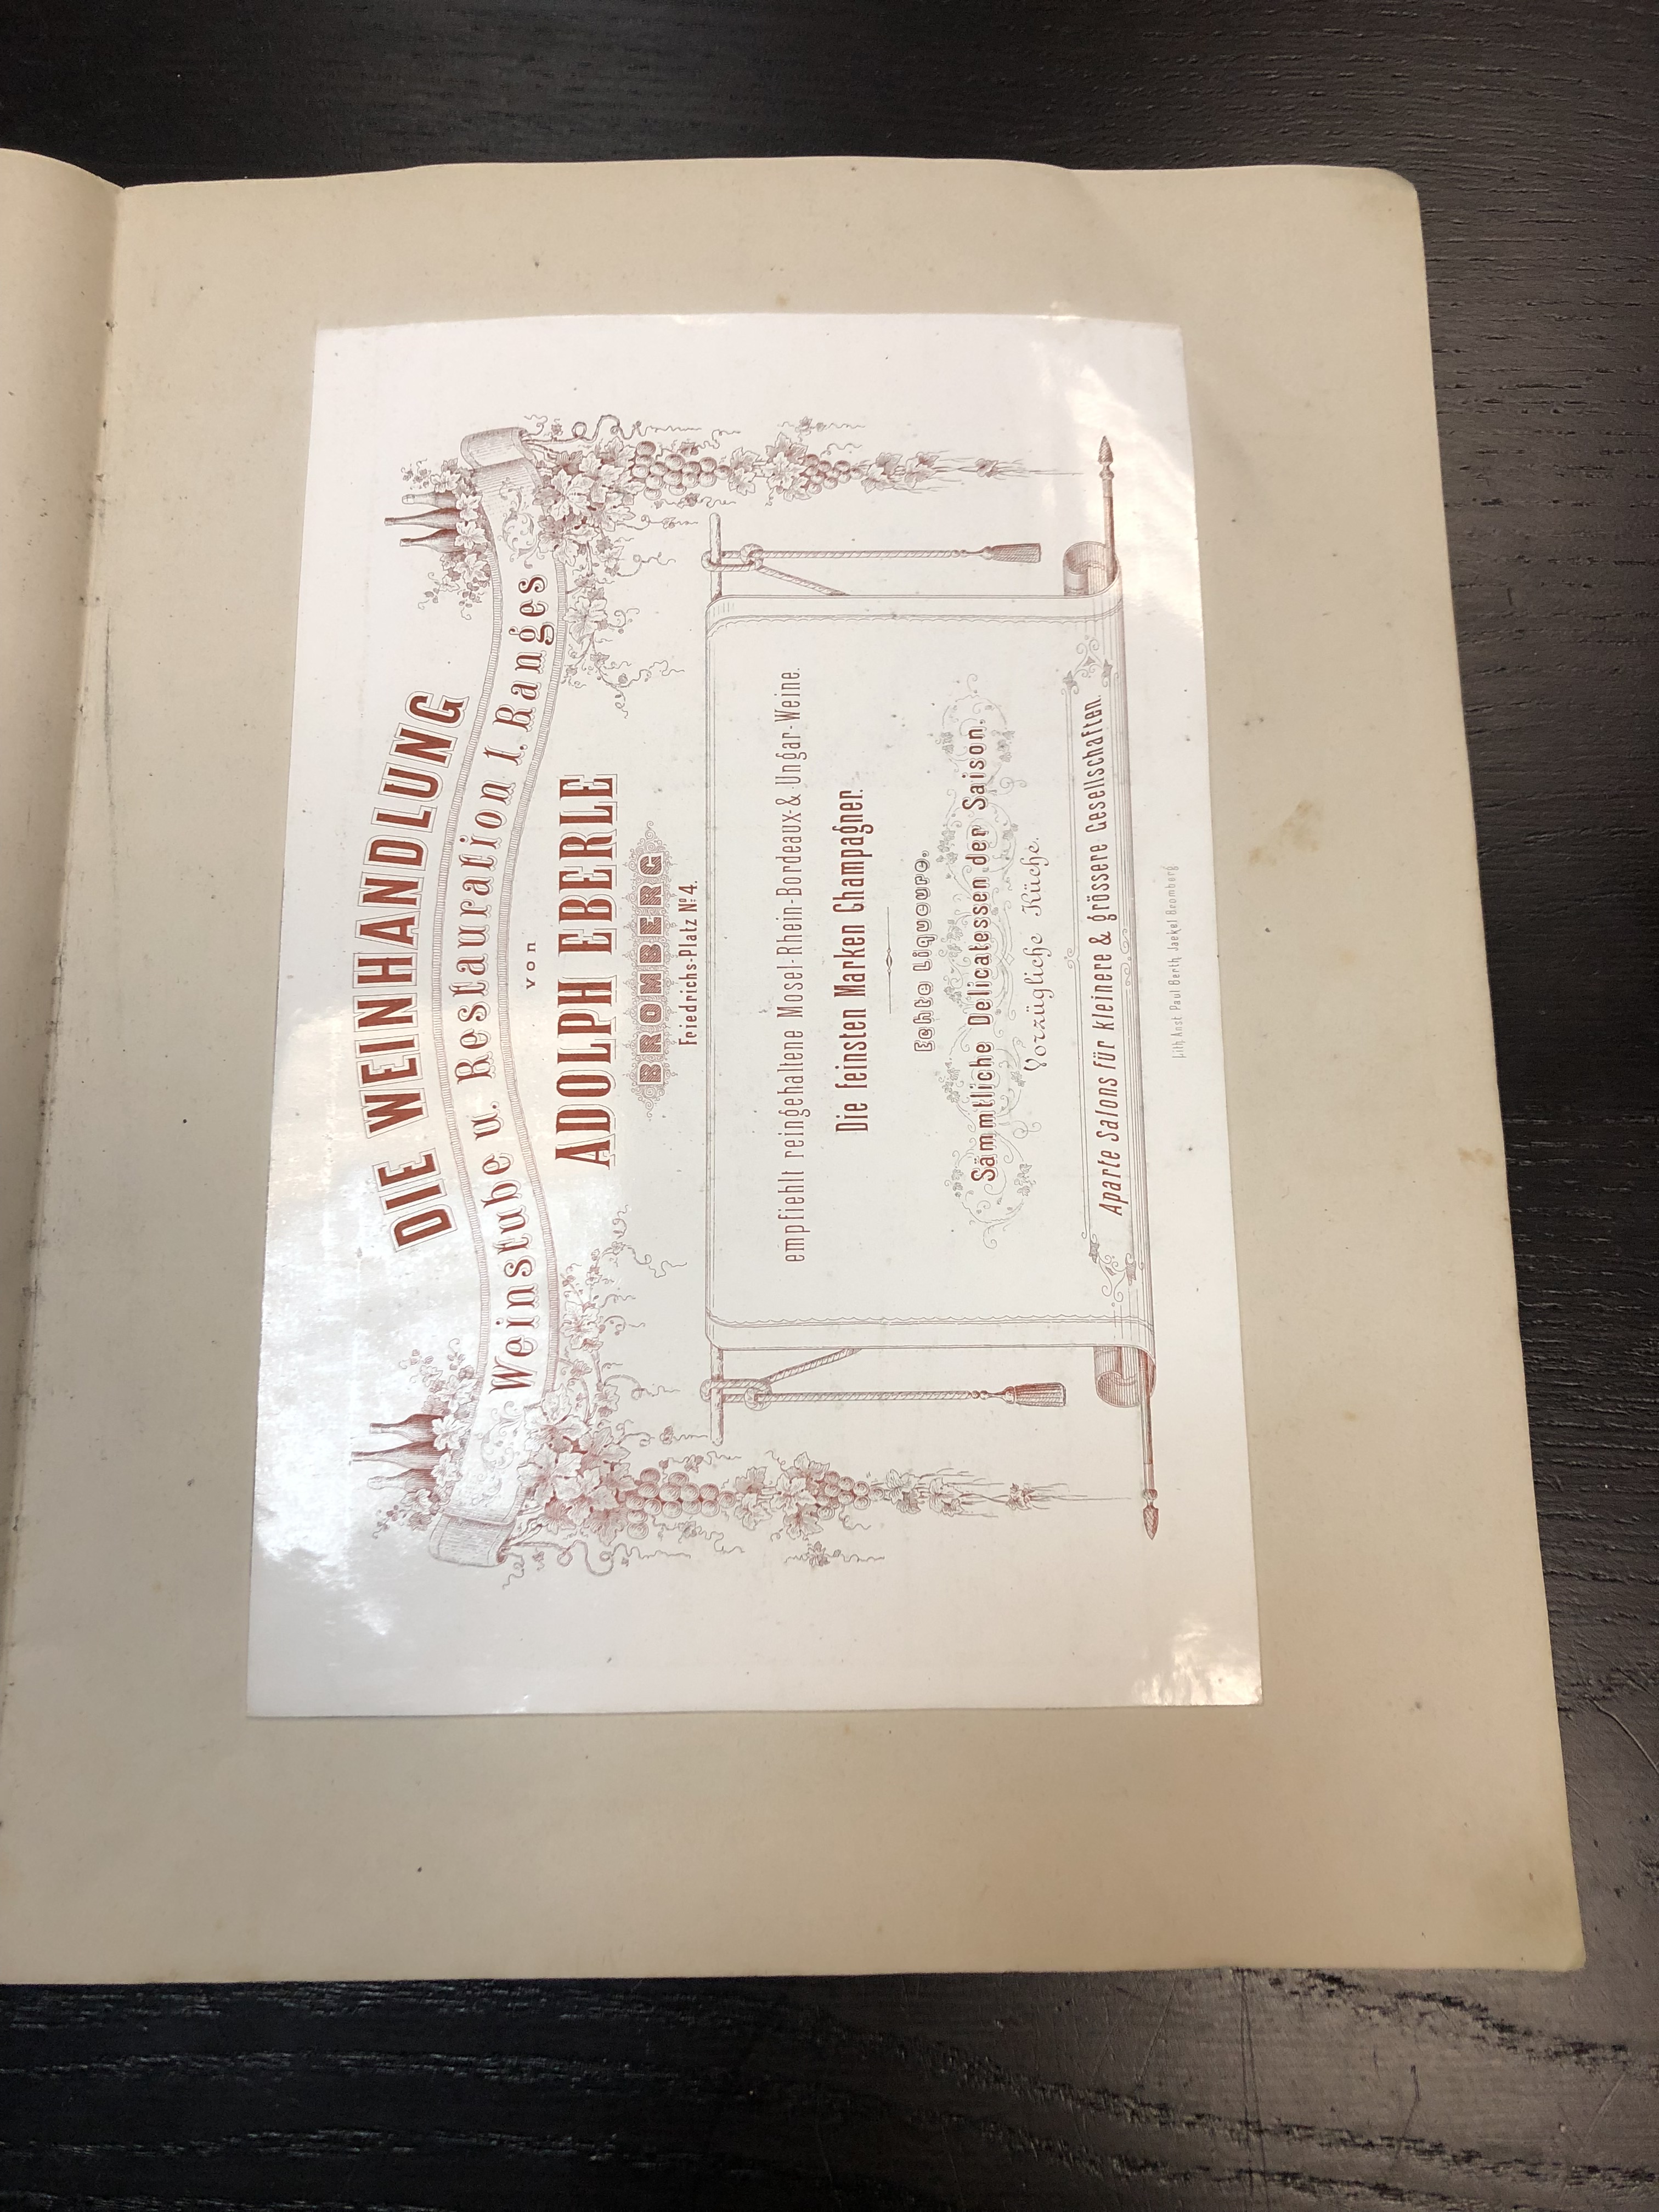 DIE WEINHANDLUNG
Weinstube u. Restauration 1. Ranges
von
ADOLPH EBERLE
BROMBERG
Friedrichs-Platz No. 4.
empfiehlt reingehaltene Mosel-Rhein-Bordeaux-& Ungar-Weine.
Die feinsten Marken Champagner.
Echte Liqueure.
Sämmtliche Delicatessen der Saison,
Vorzügliche Küche.
Aparte Salons für kleinere & grössere Gesellschaften.
Lith Anst Paul Berth Jaekel Bromberg